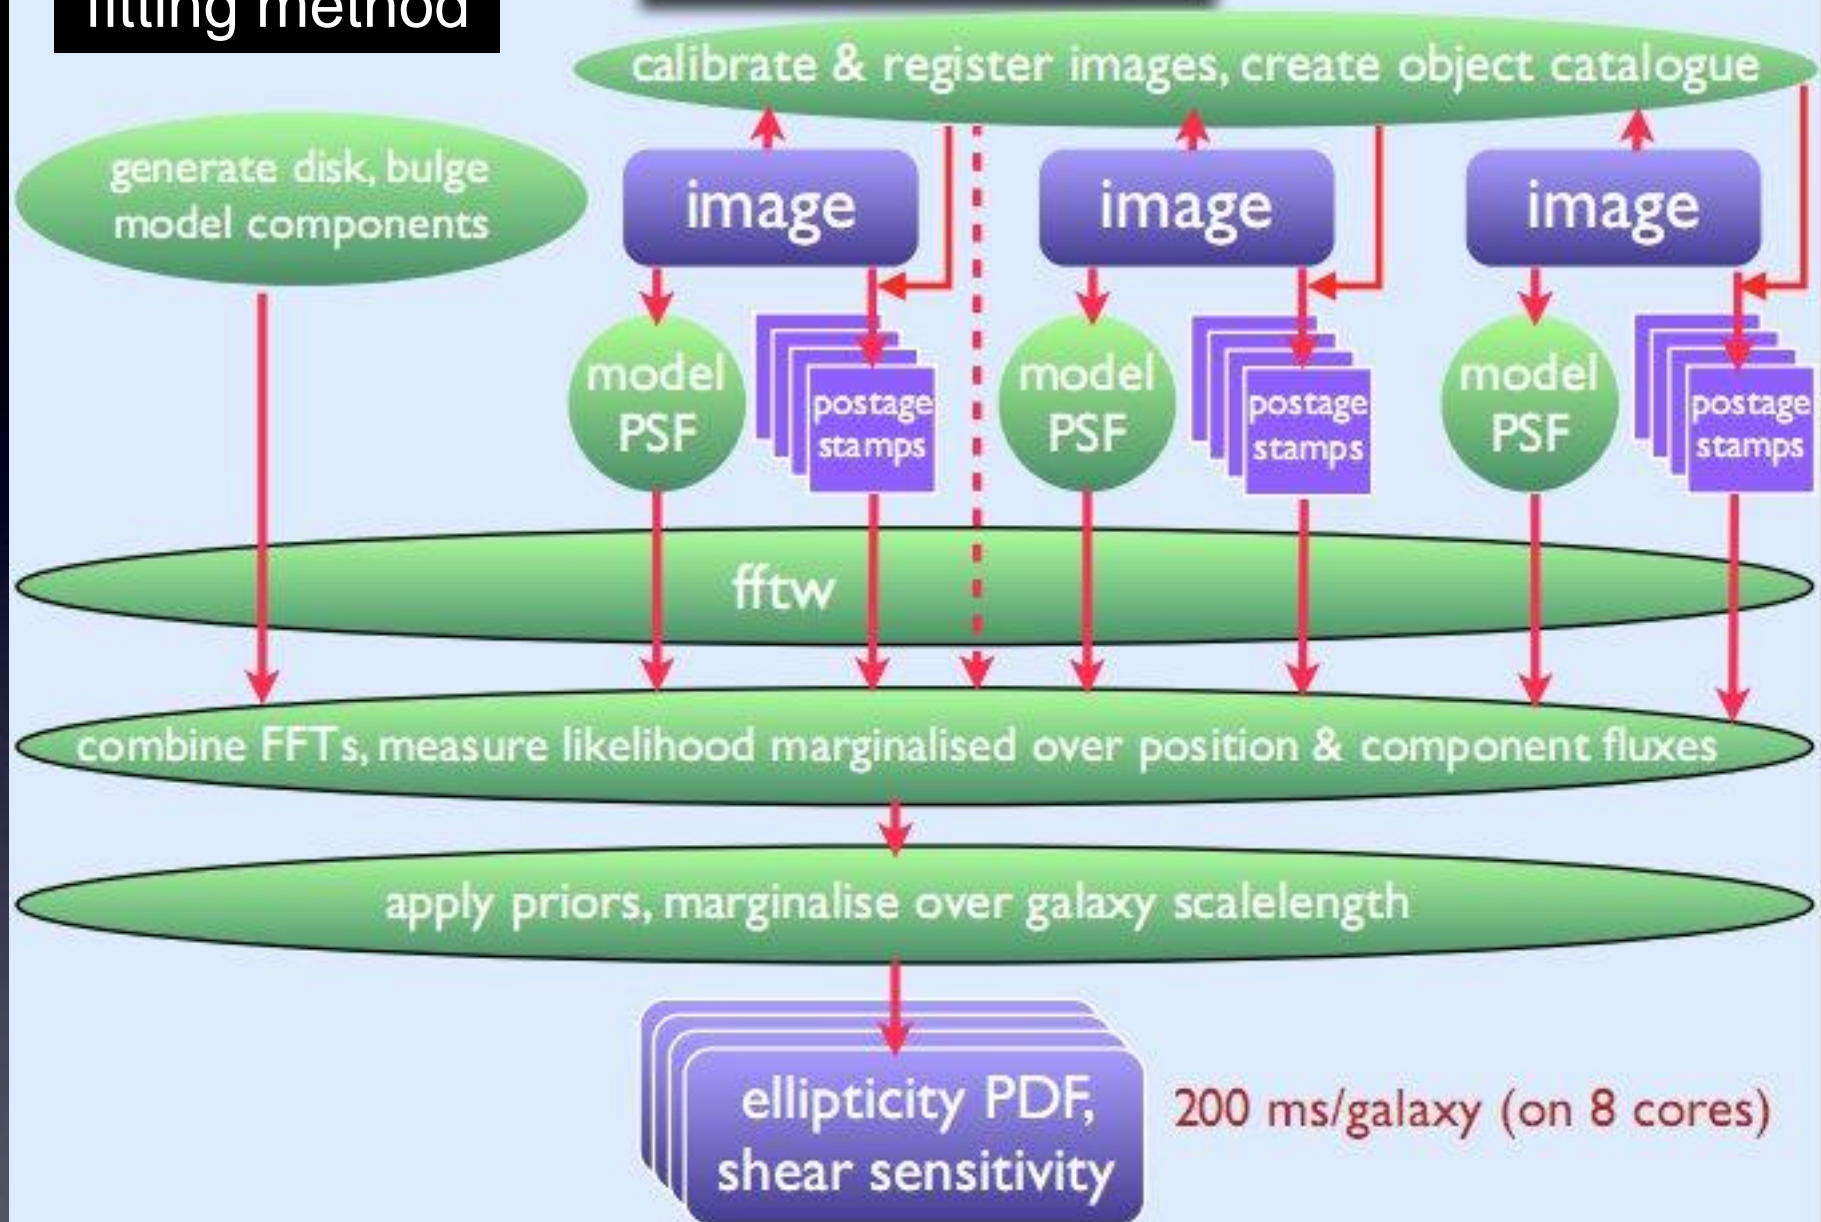 fitting method
calibrate & register images, create object catalogue
generate disk, bulge
model components
image
image
image
model
PSF
postage
stamps
model
PSF
postage
stamps
model
PSF
postage
stamps
fftw
combine FFTs, measure likelihood marginalised over position & component fluxes
apply priors, marginalise over galaxy scalelength
ellipticity PDF,
shear sensitivity
200 ms/galaxy (on 8 cores)